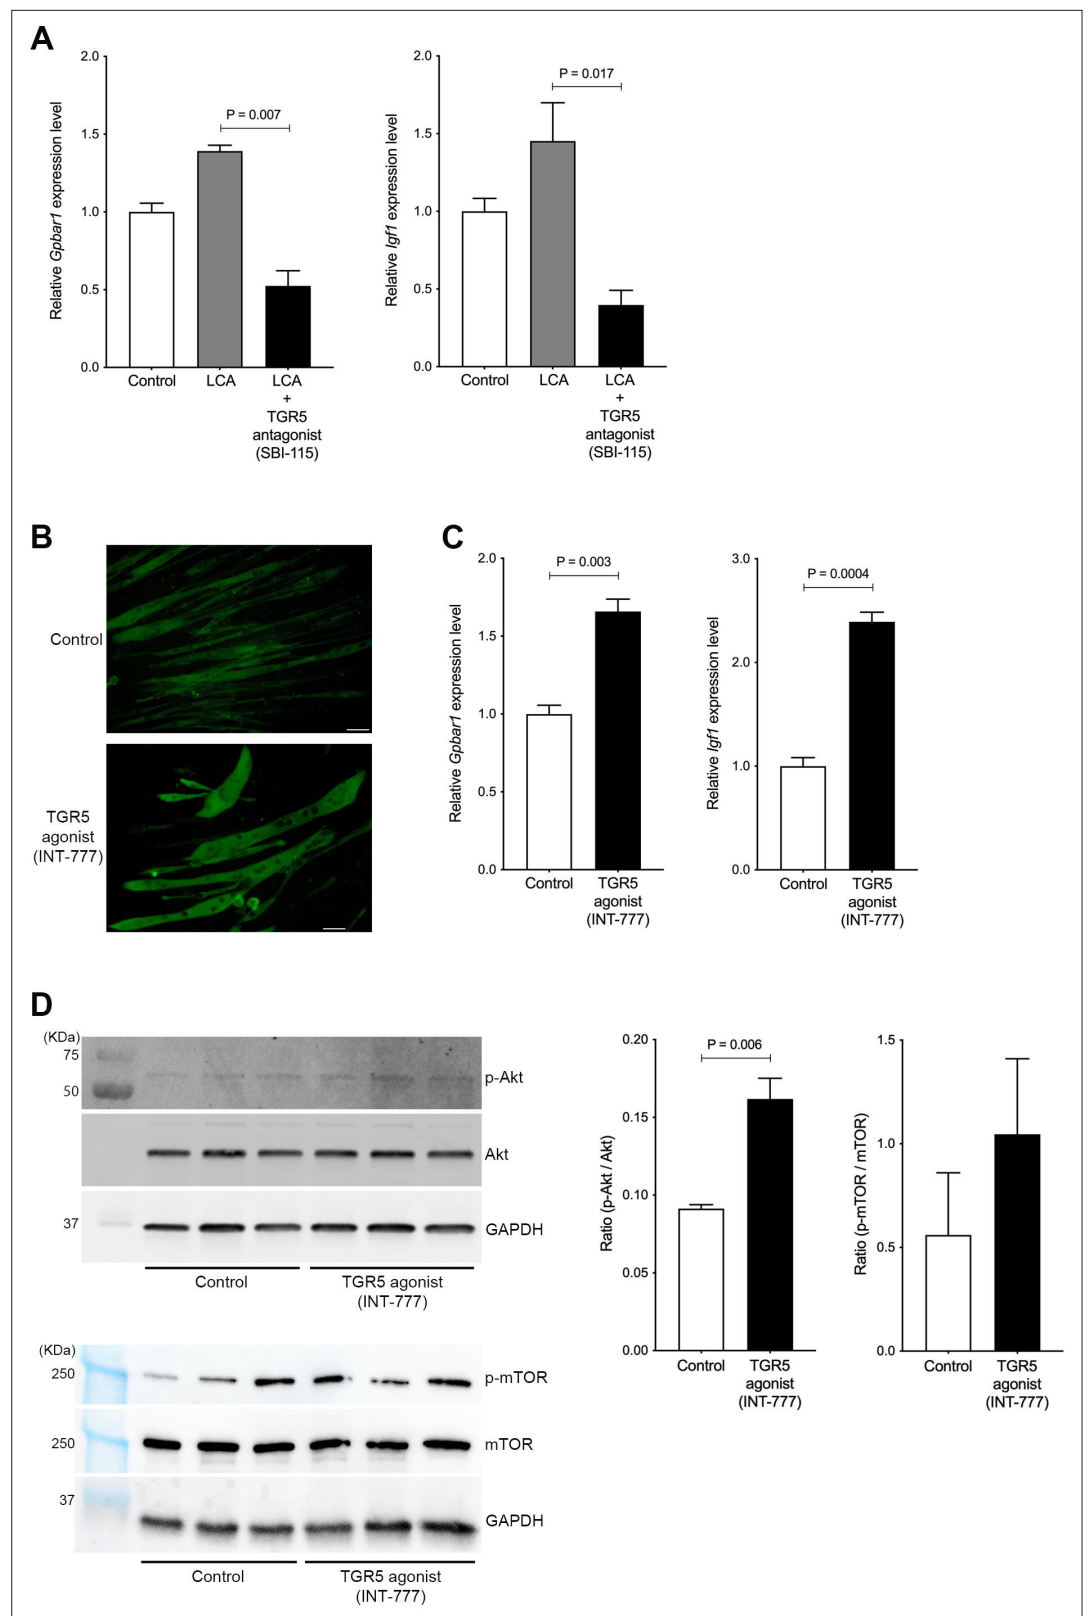 A
2.0
1.5
1.0
0.5
0.0
Relative Gpbar1 expression level
P = 0.007
Control
LCA
LCA
+
TGR5
antagonist
(SBI-115)
2.0
1.5
1.0
0.5
0.0
Relative Igf1 expression level
P = 0.017
Control
LCA
LCA
+
TGR5
antagonist
(SBI-115)
B
Control
TGR5
agonist
(INT-777)
C
2.0
1.5
1.0
0.5
0.0
Relative Gpbar1 expression level
P = 0.003
Control
TGR5
agonist
(INT-777)
3.0
2.0
1.0
0.0
Relative Igf1 expression level
P = 0.0004
Control
TGR5
agonist
(INT-777)
D
(KDa)
75
50
p-Akt
Akt
37
GAPDH
Control
TGR5 agonist
(INT-777)
(KDa)
250
p-mTOR
250
mTOR
37
GAPDH
Control
TGR5 agonist
(INT-777)
0.20
0.15
0.10
0.05
0.00
Ratio (p-Akt / Akt)
P = 0.006
Control
TGR5
agonist
(INT-777)
1.5
1.0
0.5
0.0
Ratio (p-mTOR / mTOR)
Control
TGR5
agonist
(INT-777)